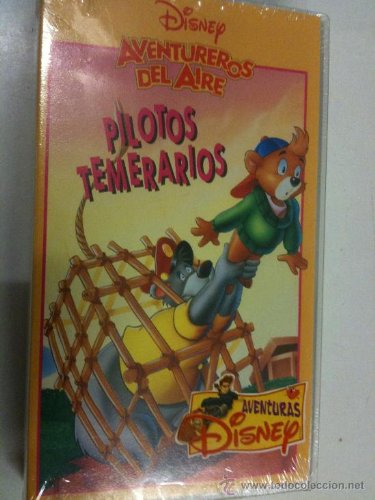 Disney
AVENTUREROS
DEL AIRE
PILOTOS
TEMERARIOS
AVENTURAS
Disney
© www.todocoleccion.net